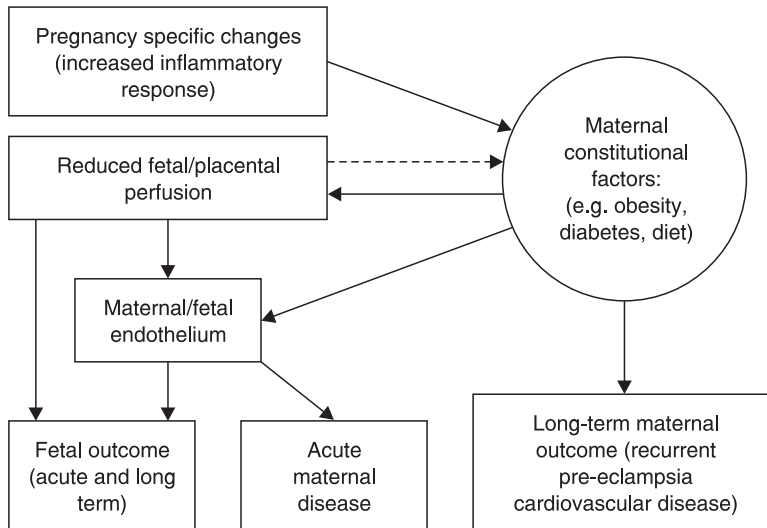 Pregnancy specific changes
(increased inflammatory
response)
Maternal
constitutional
factors:
(e.g. obesity,
diabetes, diet)
Reduced fetal/placental
perfusion
Maternal/fetal
endothelium
Fetal outcome
(acute and long
term)
Acute
maternal
disease
Long-term maternal
outcome (recurrent
pre-eclampsia
cardiovascular disease)